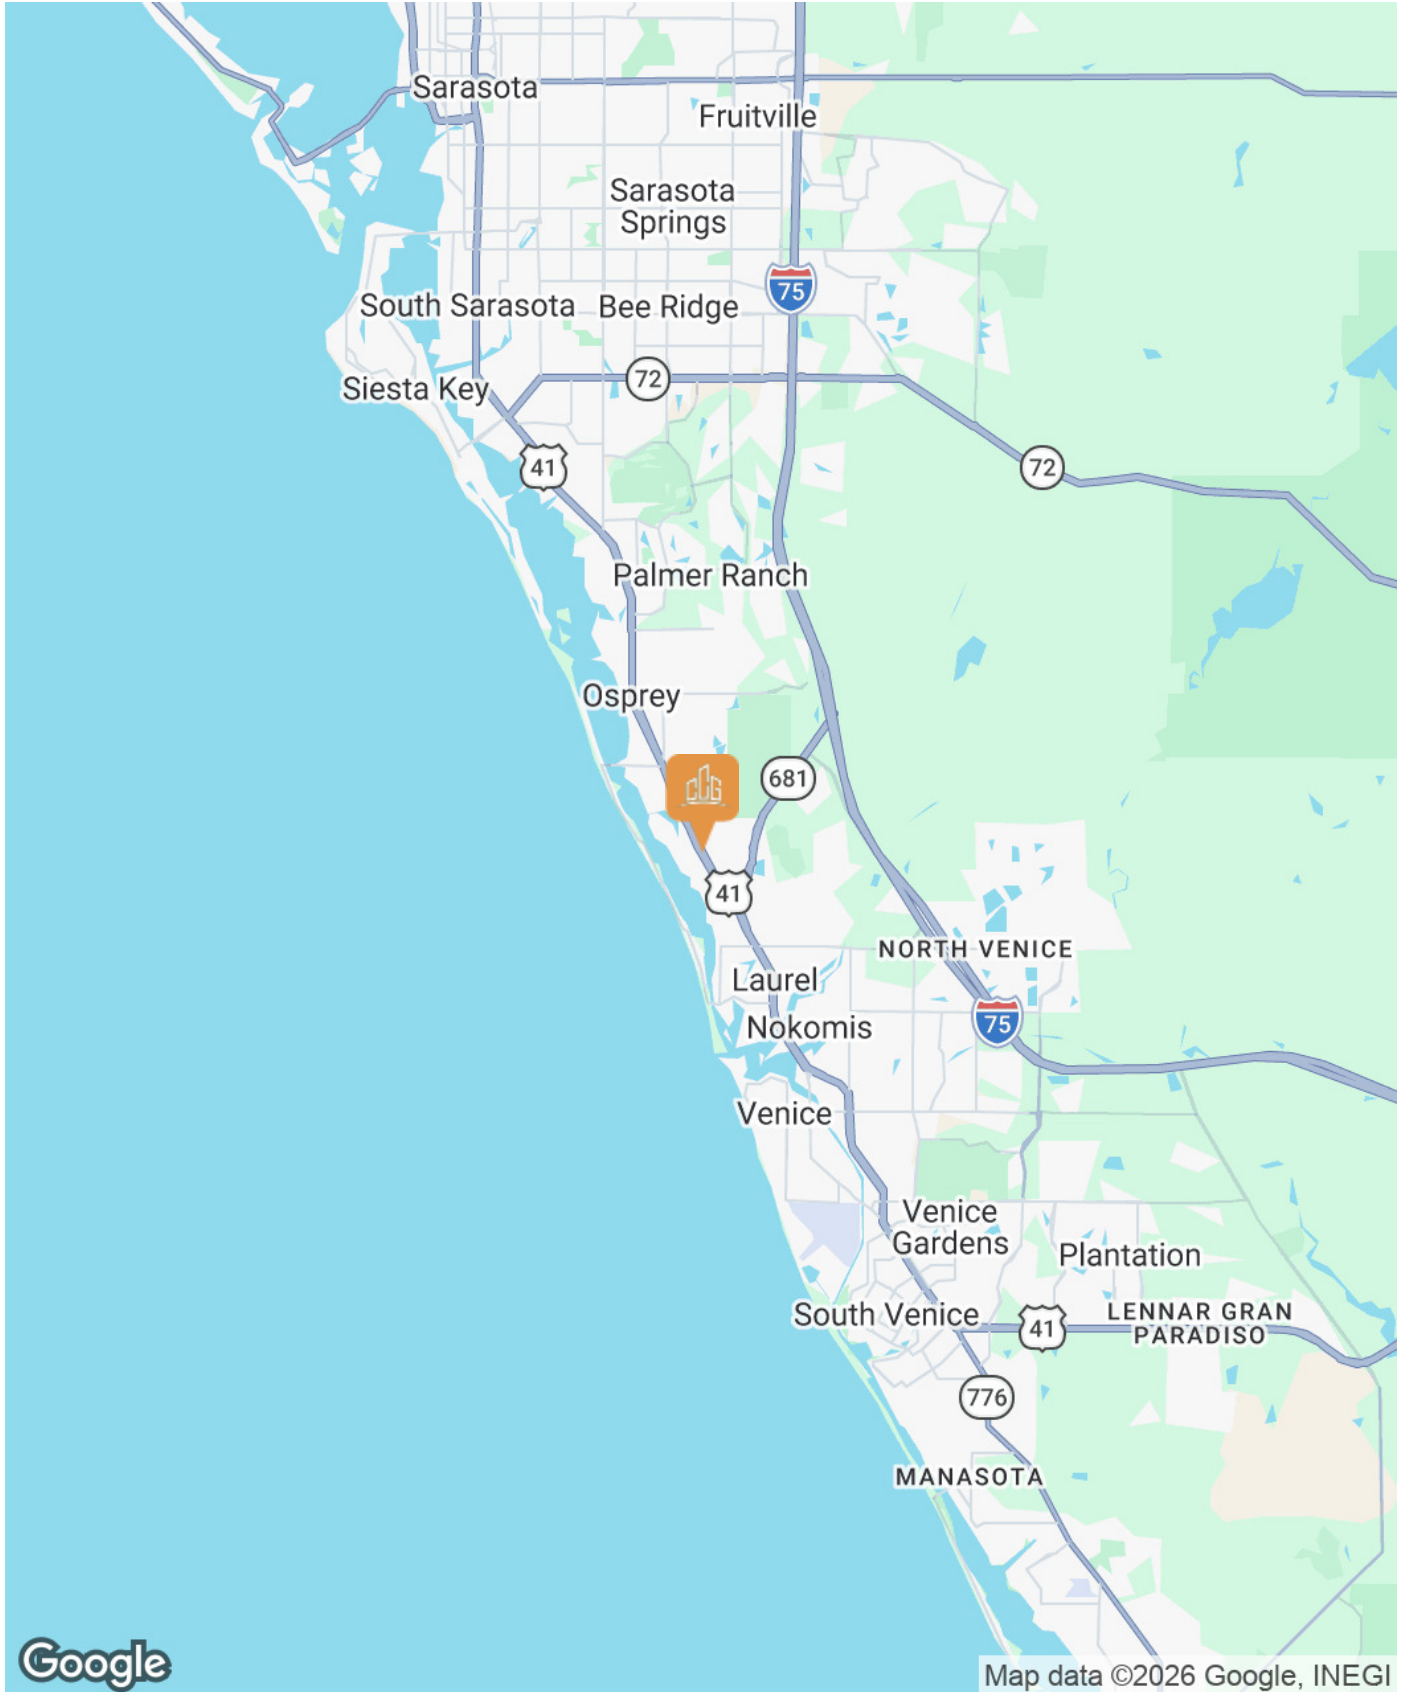 Sarasota
Fruitville
Sarasota
Springs
75
South Sarasota
Bee Ridge
72
Siesta Key
41
72
Palmer Ranch
Osprey
CCG
681
41
NORTH VENICE
Laurel
75
Nokomis
Venice
Venice
Gardens
Plantation
South Venice
41
LENNAR GRAN
PARADISO
776
MANASOTA
Google
Map data ©2026 Google, INEGI